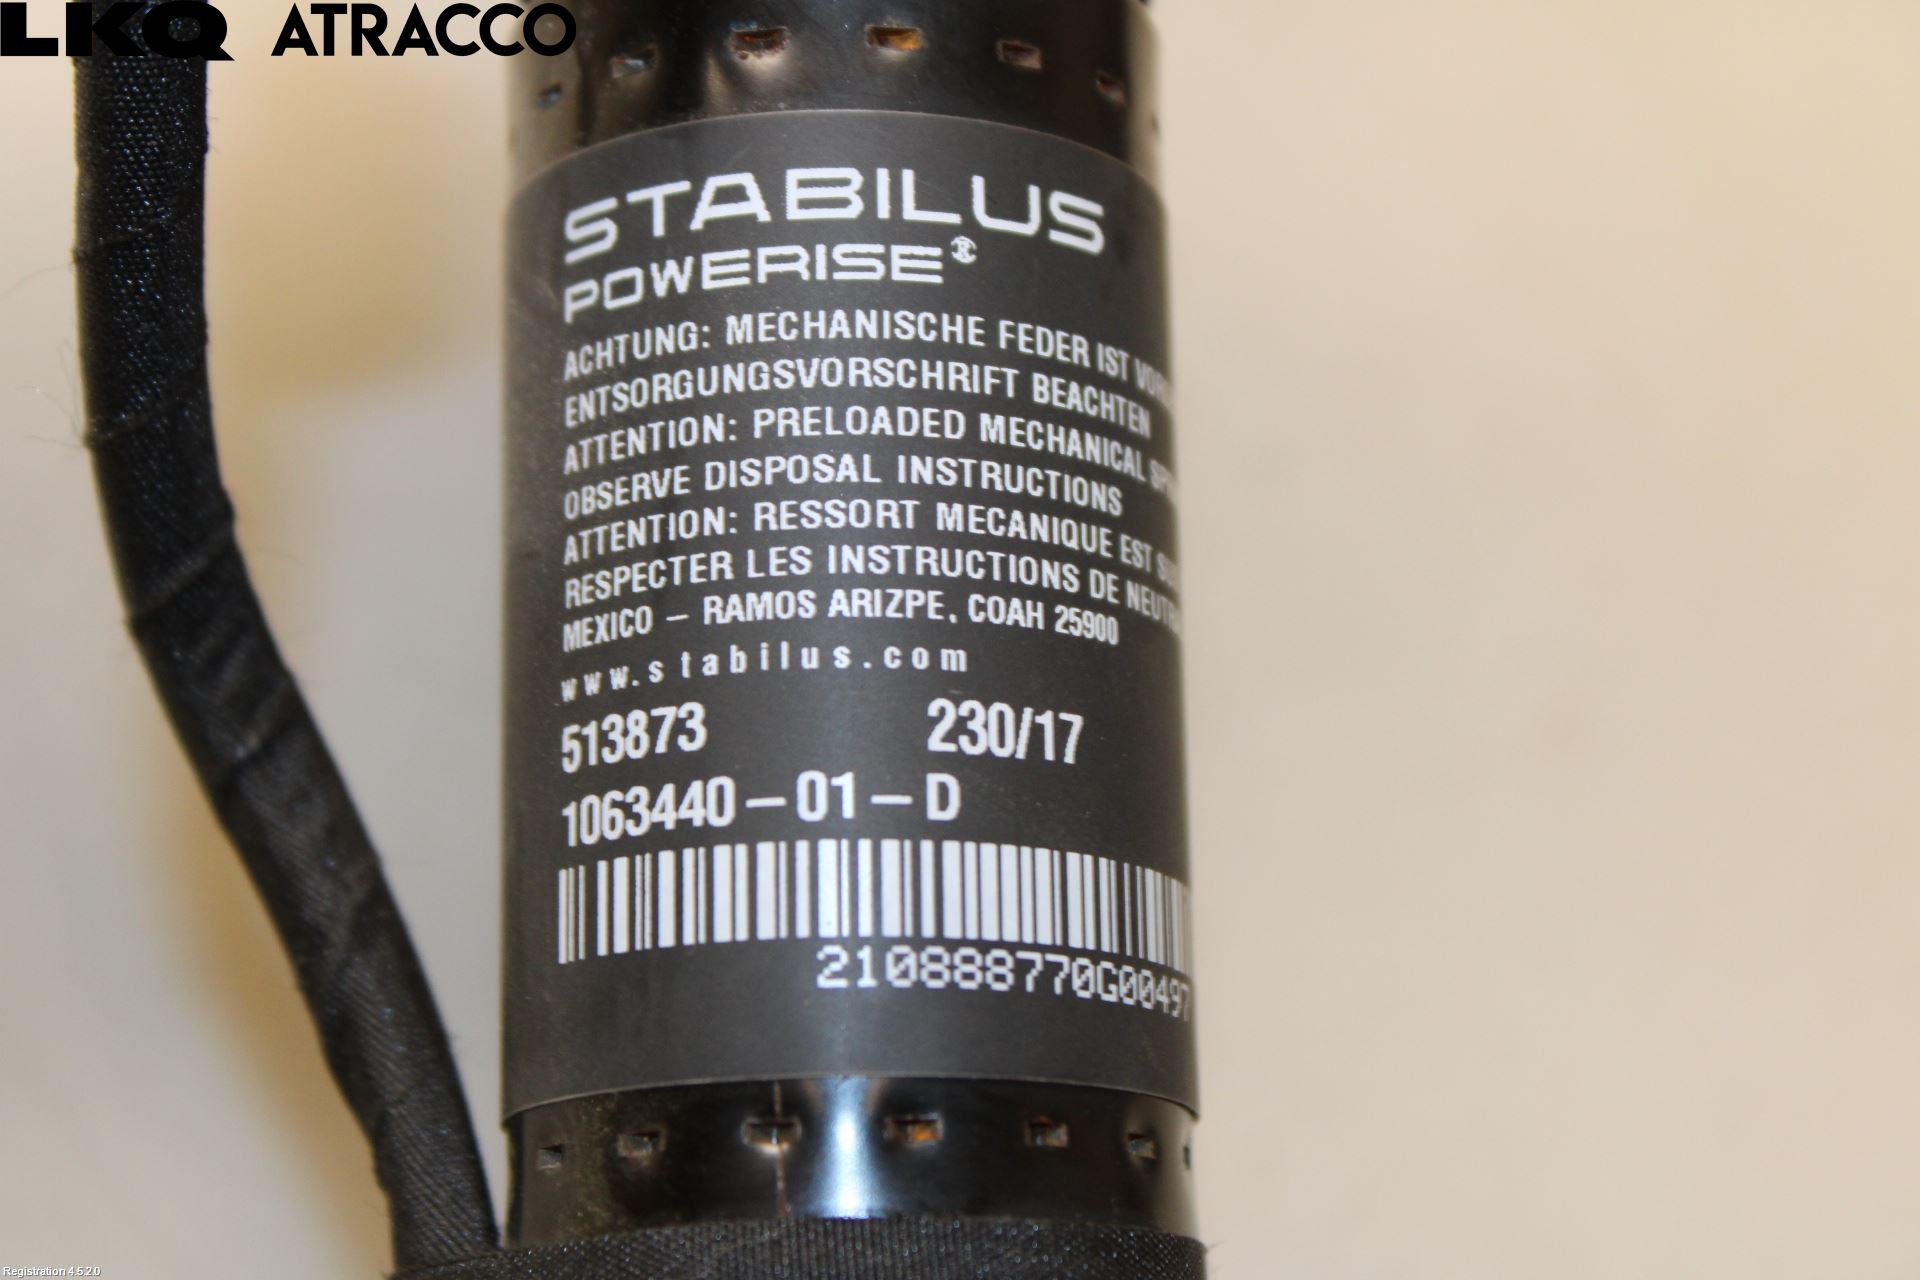 LKQ ATRACCO
STABILUS
POWERISE®
ACHTUNG: MECHANISCHE FEDER IST
ENTSORGUNGSVORSCHRIFT BEACHTEN
ATTENTION: PRELOADED MECHANICAL
OBSERVE DISPOSAL INSTRUCTIONS
ATTENTION: RESSORT MECANIQUE EST
RESPECTER LES INSTRUCTIONS DE
MEXICO – RAMOS ARIZPE, COAH 25900
www.stabilus.com
513873 230/17
1063440–01–D
210888770G00497
Registration 4.5.2.0